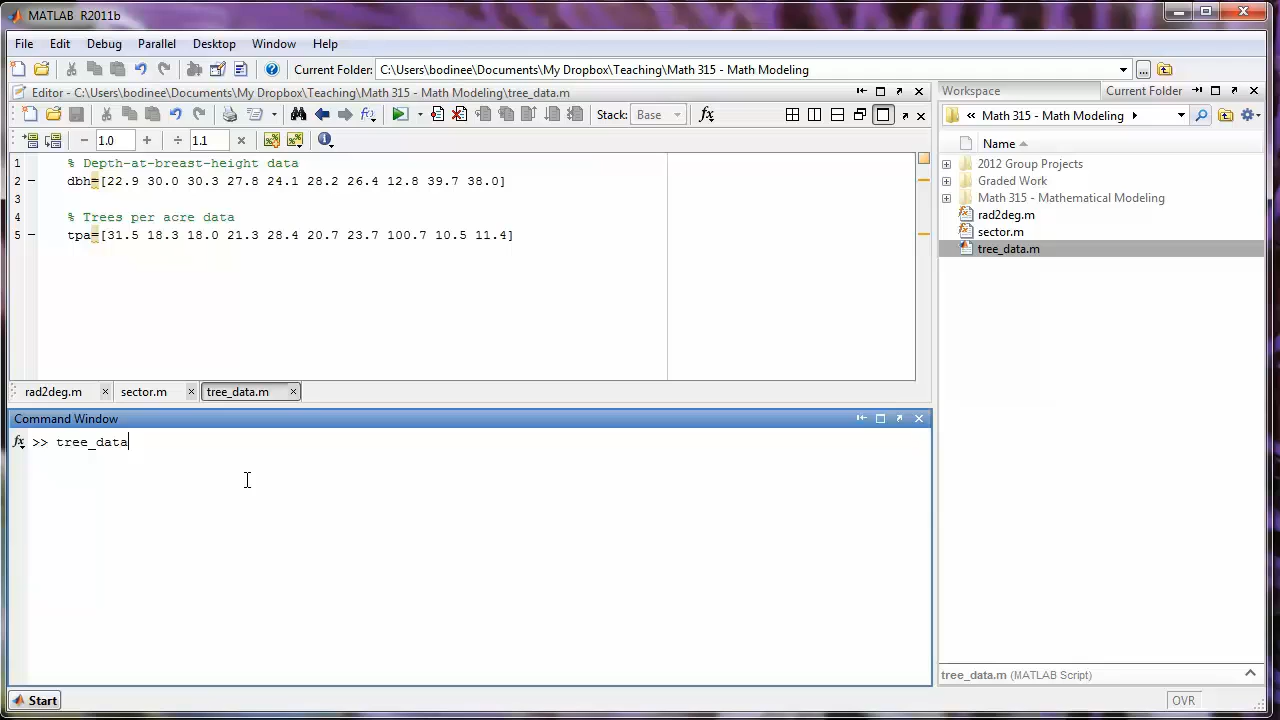 MATLAB R2011b
File Edit Debug Parallel Desktop Window Help
Current Folder: C:\Users\bodinee\Documents\My Dropbox\Teaching\Math 315 - Math Modeling
Editor - C:\Users\bodinee\Documents\My Dropbox\Teaching\Math 315 - Math Modeling\tree_data.m
Stack: Base
fx
1.0 1.1
1 % Depth-at-breast-height data
2 dbh=[22.9 30.0 30.3 27.3 24.1 28.2 26.4 12.8 39.7 38.0]
3
4 % Trees per acre data
5 tpa=[31.5 18.3 18.0 21.3 28.4 20.7 23.7 100.7 10.5 11.4]
rad2deg.m sector.m tree_data.m
Command Window
fx >> tree_data
Workspace Current Folder
« Math 315 - Math Modeling
Name
2012 Group Projects
Graded Work
Math 315 - Mathematical Modeling
rad2deg.m
sector.m
tree_data.m
tree_data.m (MATLAB Script)
Start
OVR